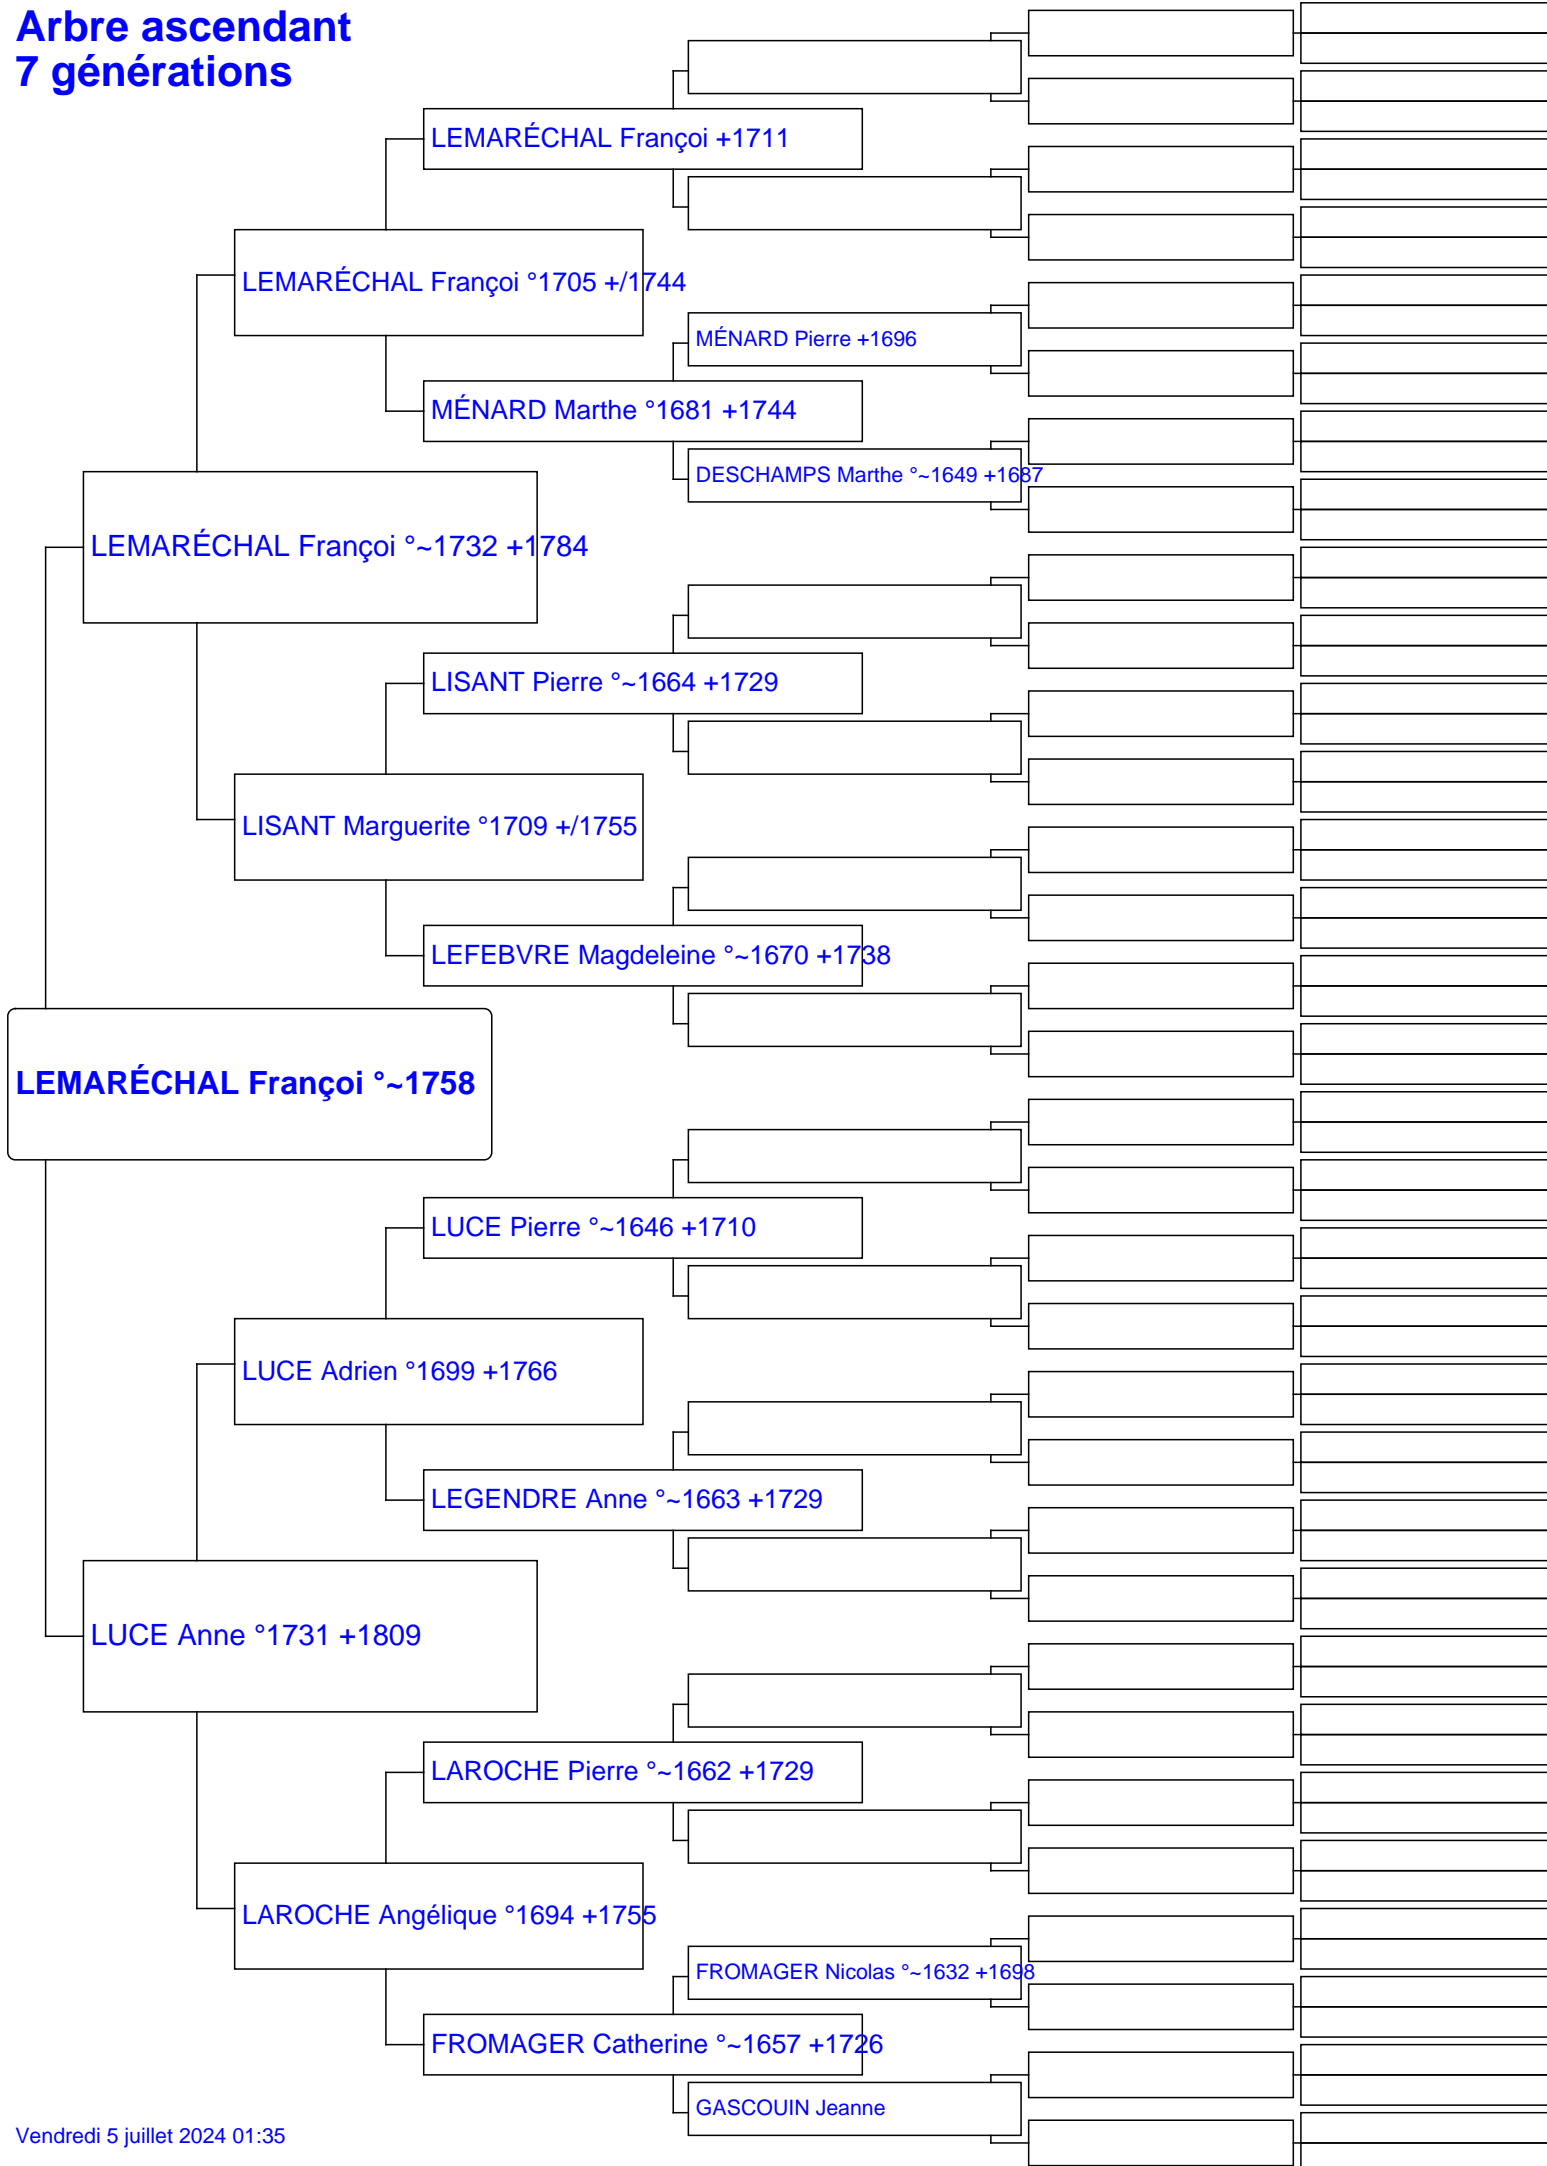 Arbre ascendant
7 générations
LEMARÉCHAL Françoi +1711
LEMARÉCHAL Françoi °1705 +/1744
MÉNARD Pierre +1696
MÉNARD Marthe °1681 +1744
DESCHAMPS Marthe °~1649 +1687
LEMARÉCHAL Françoi °~1732 +1784
LISANT Pierre °~1664 +1729
LISANT Marguerite °1709 +/1755
LEFEBVRE Magdeleine °~1670 +1738
LEMARÉCHAL Françoi °~1758
LUCE Pierre °~1646 +1710
LUCE Adrien °1699 +1766
LEGENDRE Anne °~1663 +1729
LUCE Anne °1731 +1809
LAROCHE Pierre °~1662 +1729
LAROCHE Angélique °1694 +1755
FROMAGER Nicolas °~1632 +1698
FROMAGER Catherine °~1657 +1726
GASCOUIN Jeanne
Vendredi 5 juillet 2024 01:35